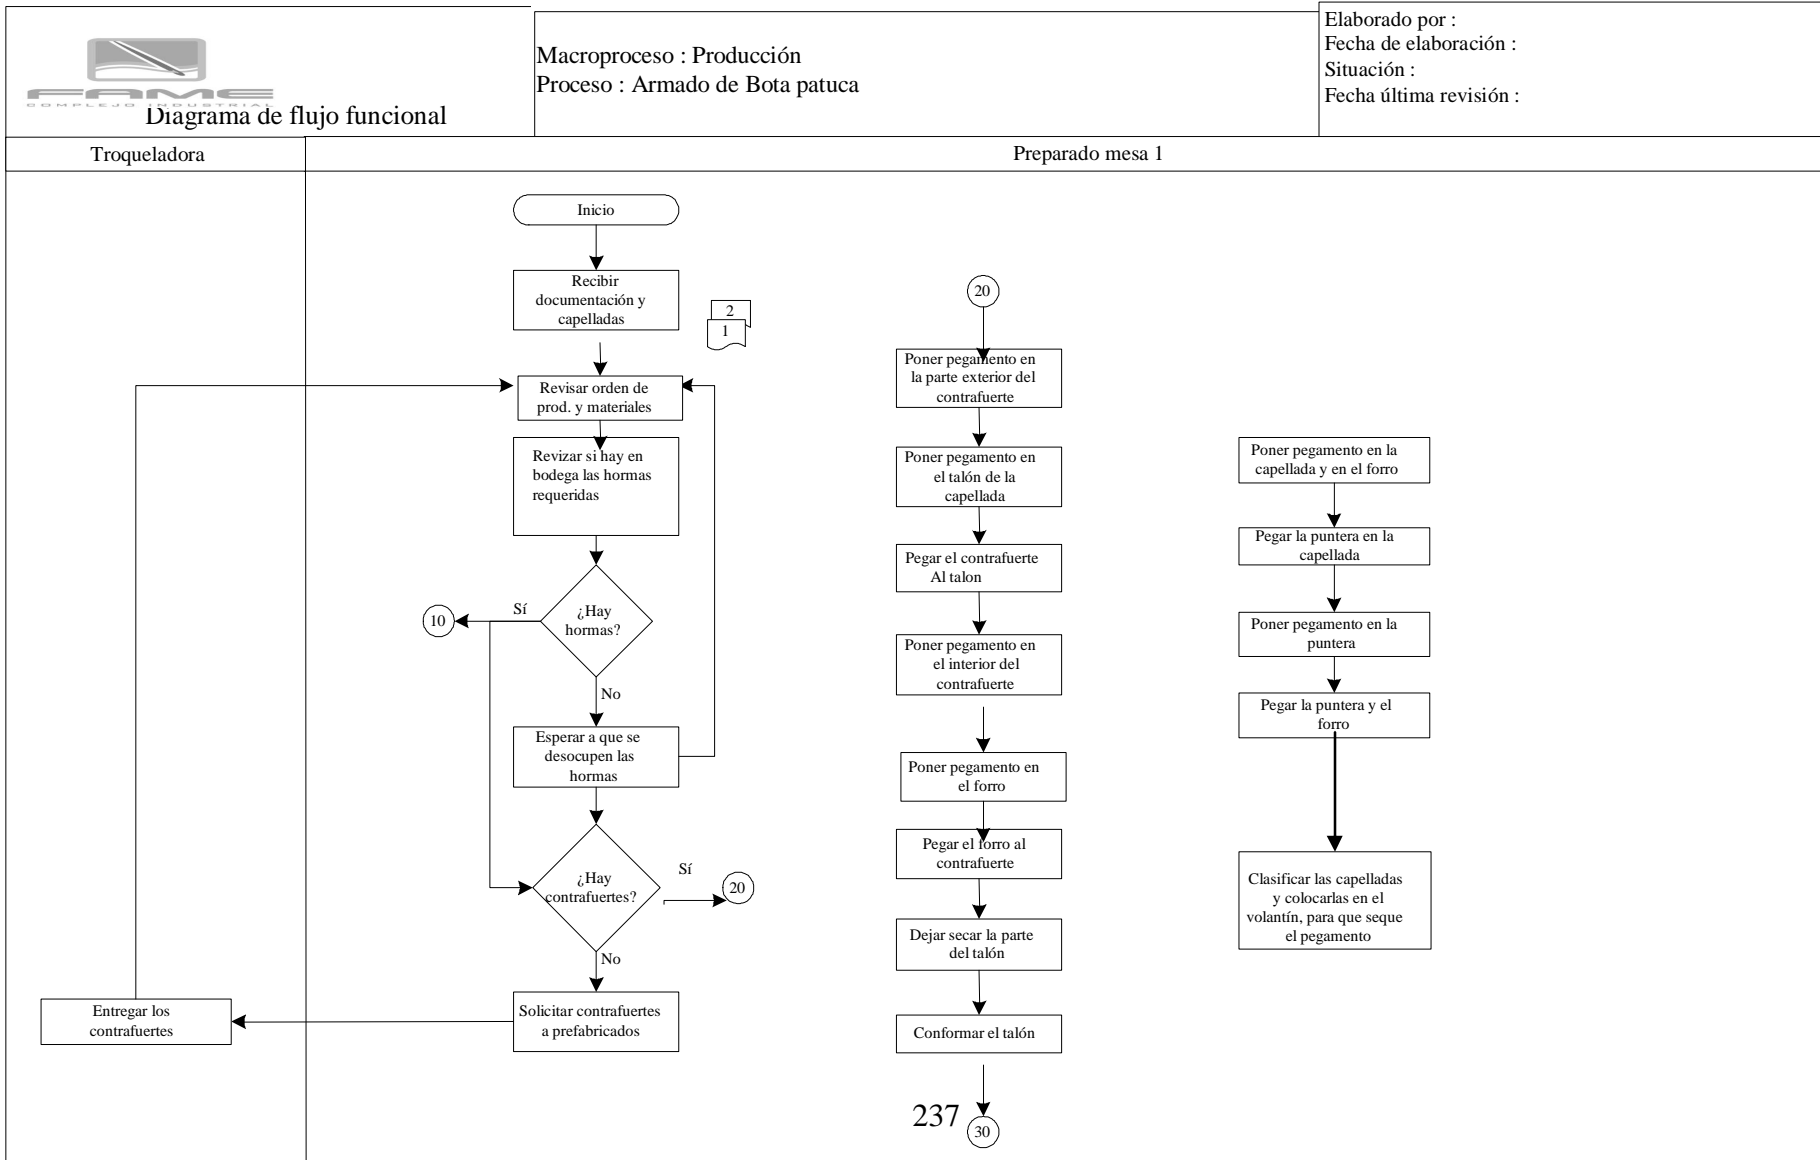 FAME
COMPLEJO INDUSTRIAL
Diagrama de flujo funcional
Macroproceso : Producción
Proceso : Armado de Bota patuca
Elaborado por :
Fecha de elaboración :
Situación :
Fecha última revisión :
Troqueladora
Preparado mesa 1
Inicio
Recibir
documentación y
capelladas
2
1
Revisar orden de
prod. y materiales
Revizar si hay en
bodega las hormas
requeridas
¿Hay
hormas?
Sí
10
No
Esperar a que se
desocupen las
hormas
¿Hay
contrafuertes?
Sí
20
No
Solicitar contrafuertes
a prefabricados
Entregar los
contrafuertes
20
Poner pegamento en
la parte exterior del
contrafuerte
Poner pegamento en
el talón de la
capellada
Pegar el contrafuerte
Al talon
Poner pegamento en
el interior del
contrafuerte
Poner pegamento en
el forro
Pegar el forro al
contrafuerte
Dejar secar la parte
del talón
Conformar el talón
30
Poner pegamento en la
capellada y en el forro
Pegar la puntera en la
capellada
Poner pegamento en la
puntera
Pegar la puntera y el
forro
Clasificar las capelladas
y colocarlas en el
volantín, para que seque
el pegamento
237